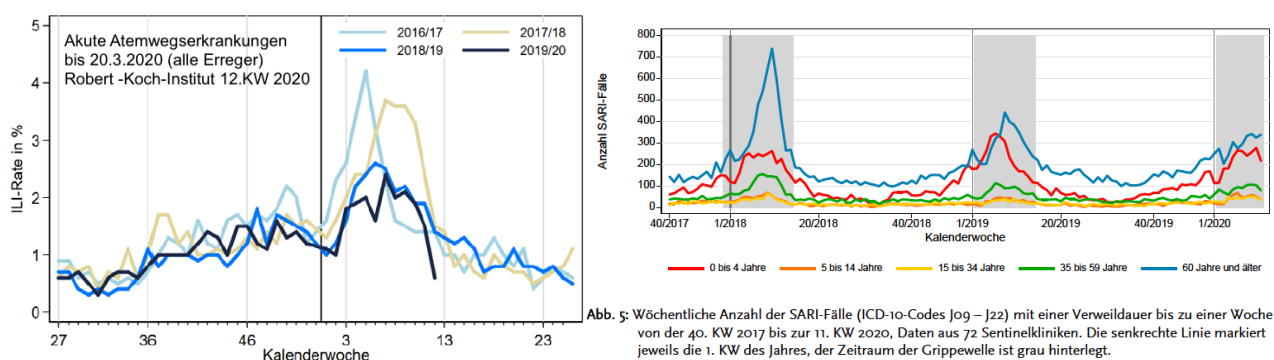 Akute Atemwegserkrankungen
bis 20.3.2020 (alle Erreger)
Robert -Koch-Institut 12.KW 2020
2016/17
2017/18
2018/19
2019/20
ILI-Rate in %
5
4
3
2
1
0
27
36
46
3
13
23
Kalenderwoche
Anzahl SARI-Fälle
800
700
600
500
400
300
200
100
0
40/2017
1/2018
20/2018
40/2018
1/2019
20/2019
40/2019
1/2020
Kalenderwoche
0 bis 4 Jahre
5 bis 14 Jahre
15 bis 34 Jahre
35 bis 59 Jahre
60 Jahre und älter
Abb. 5: Wöchentliche Anzahl der SARI-Fälle (ICD-10-Codes J09 – J22) mit einer Verweildauer bis zu einer Woche
von der 40. KW 2017 bis zur 11. KW 2020, Daten aus 72 Sentinelkliniken. Die senkrechte Linie markiert
jeweils die 1. KW des Jahres, der Zeitraum der Grippewelle ist grau hinterlegt.